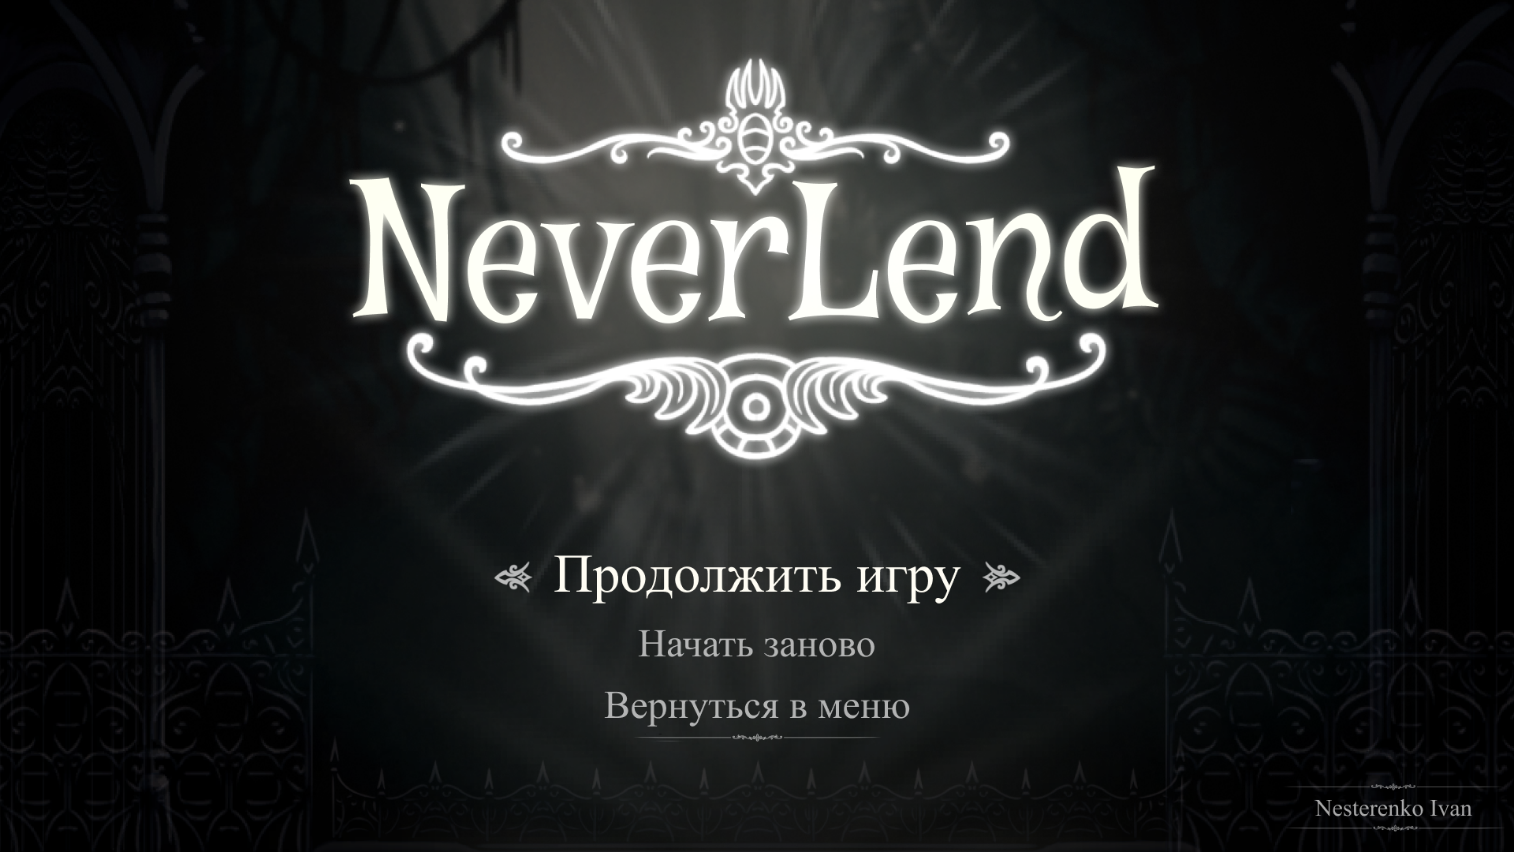 NeverLend
Продолжить игру
Начать заново
Вернуться в меню
Nesterenko Ivan